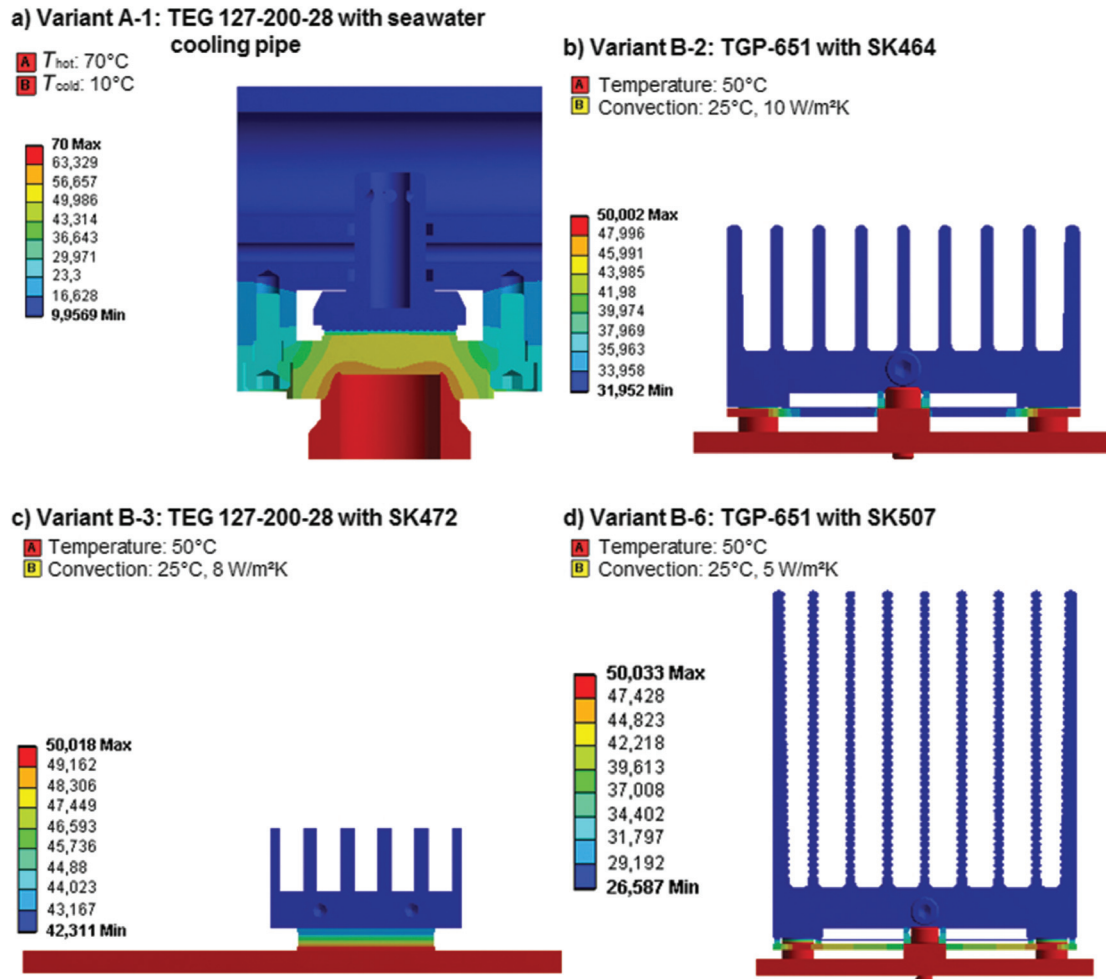 a) Variant A-1: TEG 127-200-28 with seawater
cooling pipe
A Thot: 70°C
B Tcold: 10°C
70 Max
63,329
56,657
49,986
43,314
36,643
29,971
23,3
16,628
9,9569 Min
b) Variant B-2: TGP-651 with SK464
A Temperature: 50°C
B Convection: 25°C, 10 W/m²K
50,002 Max
47,996
45,991
43,985
41,98
39,974
37,969
35,963
33,958
31,952 Min
c) Variant B-3: TEG 127-200-28 with SK472
A Temperature: 50°C
B Convection: 25°C, 8 W/m²K
50,018 Max
49,162
48,306
47,449
46,593
45,736
44,88
44,023
43,167
42,311 Min
d) Variant B-6: TGP-651 with SK507
A Temperature: 50°C
B Convection: 25°C, 5 W/m²K
50,033 Max
47,428
44,823
42,218
39,613
37,008
34,402
31,797
29,192
26,587 Min